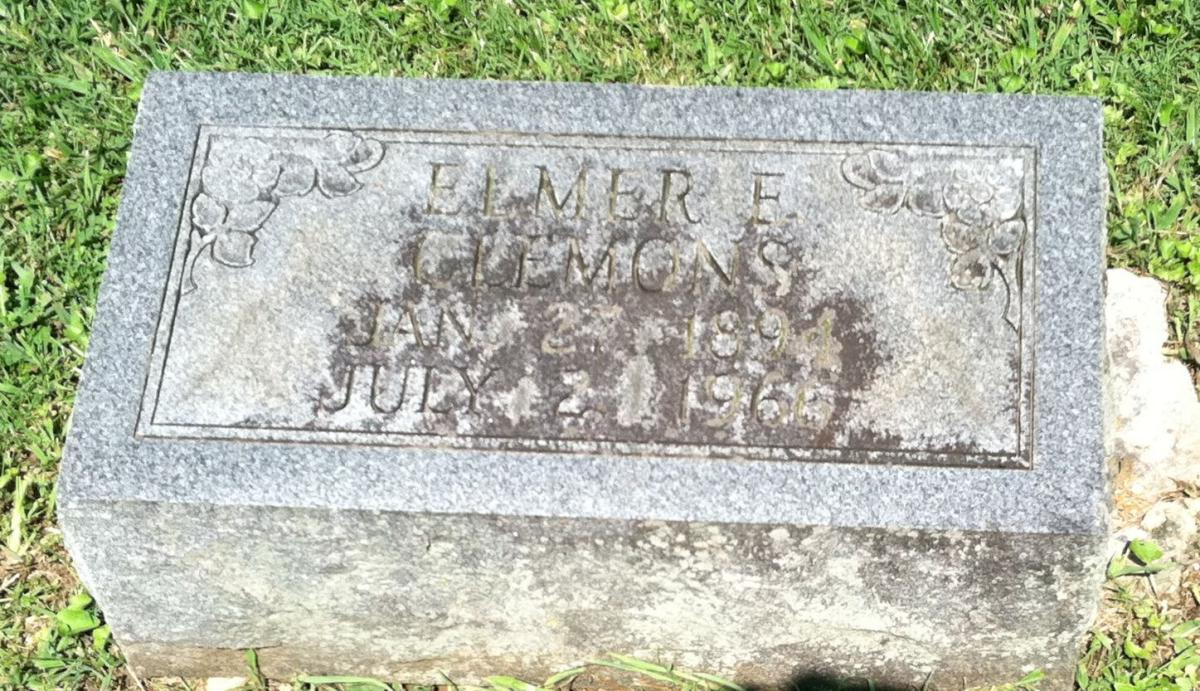 ELMER E.
CLEMONS
JAN. 27, 1894
JULY 2, 1966